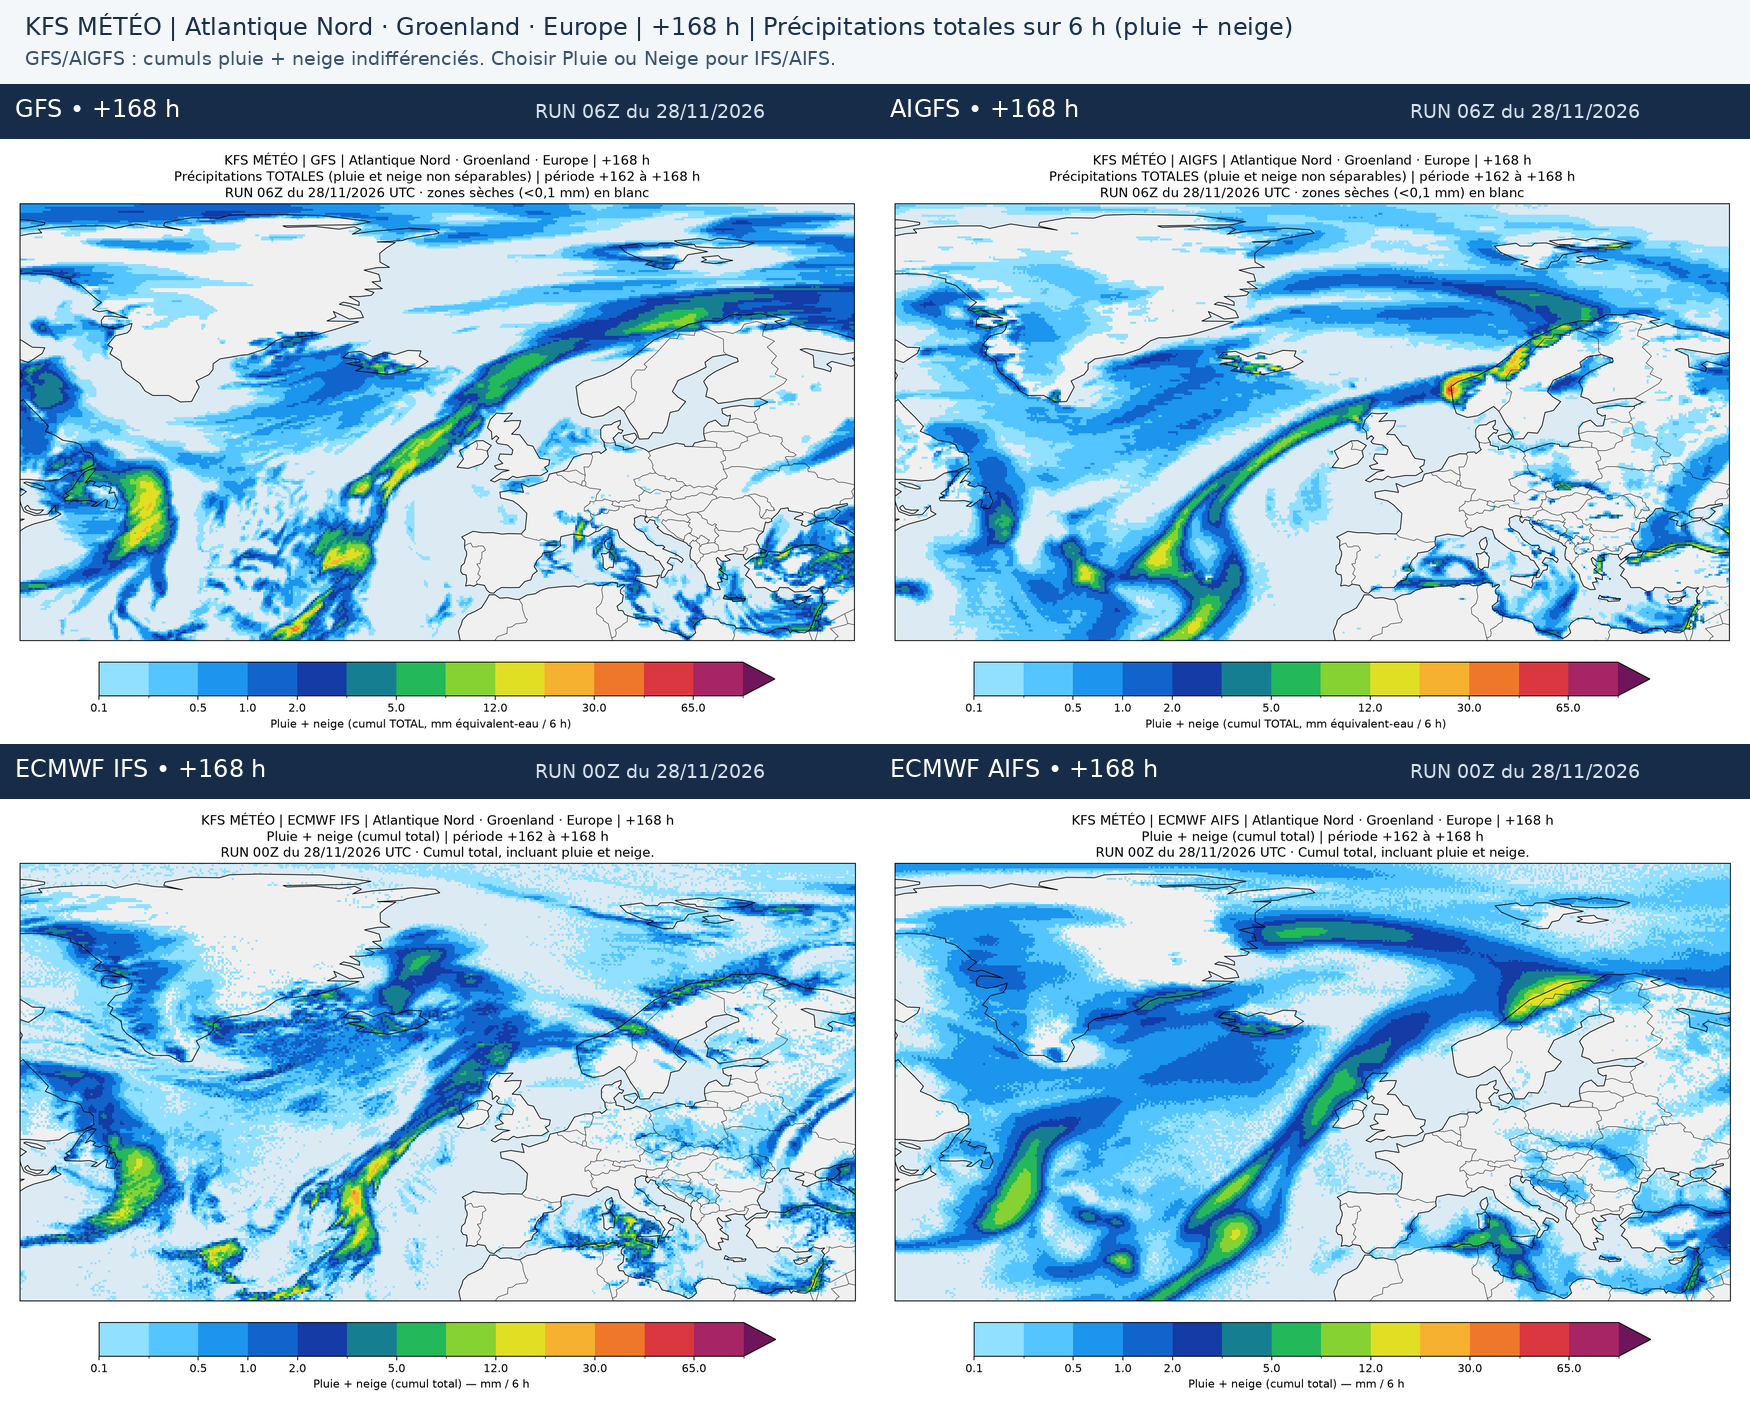 KFS MÉTÉO | Atlantique Nord · Groenland · Europe | +168 h | Précipitations totales sur 6 h (pluie + neige)
GFS/AIGFS : cumuls pluie + neige indifférenciés. Choisir Pluie ou Neige pour IFS/AIFS.
GFS • +168 h
RUN 06Z du 28/11/2026
AIGFS • +168 h
RUN 06Z du 28/11/2026
KFS MÉTÉO | GFS | Atlantique Nord · Groenland · Europe | +168 h
Précipitations TOTALES (pluie et neige non séparables) | période +162 à +168 h
RUN 06Z du 28/11/2026 UTC · zones sèches (<0,1 mm) en blanc
KFS MÉTÉO | AIGFS | Atlantique Nord · Groenland · Europe | +168 h
Précipitations TOTALES (pluie et neige non séparables) | période +162 à +168 h
RUN 06Z du 28/11/2026 UTC · zones sèches (<0,1 mm) en blanc
0.1 0.5 1.0 2.0 5.0 12.0 30.0 65.0
Pluie + neige (cumul TOTAL, mm équivalent-eau / 6 h)
0.1 0.5 1.0 2.0 5.0 12.0 30.0 65.0
Pluie + neige (cumul TOTAL, mm équivalent-eau / 6 h)
ECMWF IFS • +168 h
RUN 00Z du 28/11/2026
ECMWF AIFS • +168 h
RUN 00Z du 28/11/2026
KFS MÉTÉO | ECMWF IFS | Atlantique Nord · Groenland · Europe | +168 h
Pluie + neige (cumul total) | période +162 à +168 h
RUN 00Z du 28/11/2026 UTC · Cumul total, incluant pluie et neige.
KFS MÉTÉO | ECMWF AIFS | Atlantique Nord · Groenland · Europe | +168 h
Pluie + neige (cumul total) | période +162 à +168 h
RUN 00Z du 28/11/2026 UTC · Cumul total, incluant pluie et neige.
0.1 0.5 1.0 2.0 5.0 12.0 30.0 65.0
Pluie + neige (cumul total) — mm / 6 h
0.1 0.5 1.0 2.0 5.0 12.0 30.0 65.0
Pluie + neige (cumul total) — mm / 6 h